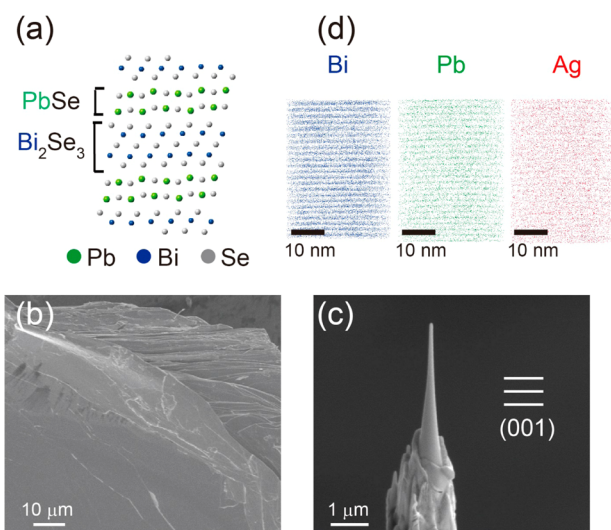 (a)
PbSe
Bi2Se3
Pb Bi Se
(d)
Bi Pb Ag
10 nm 10 nm 10 nm
(b)
10 μm
(c)
(001)
1 μm